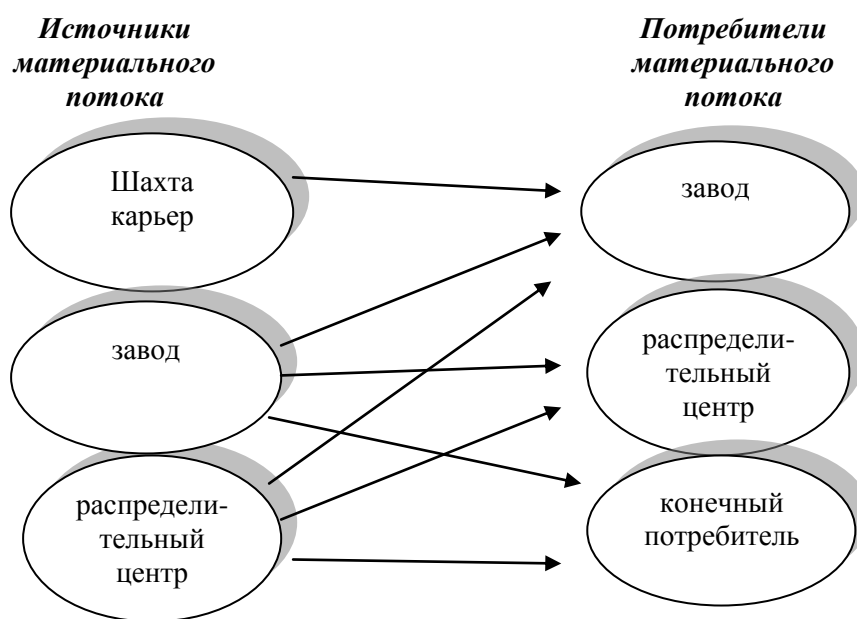 Источники
материального
потока
Потребители
материального
потока
Шахта
карьер
завод
завод
распредели-
тельный
центр
распредели-
тельный
центр
конечный
потребитель